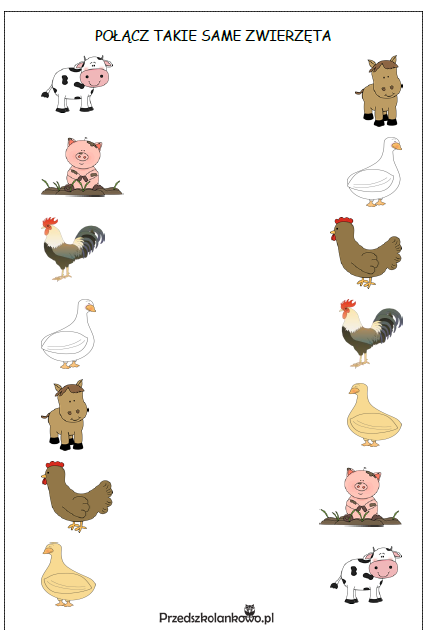 POŁĄCZ TAKIE SAME ZWIERZĘTA
Przedszkolankowo.pl